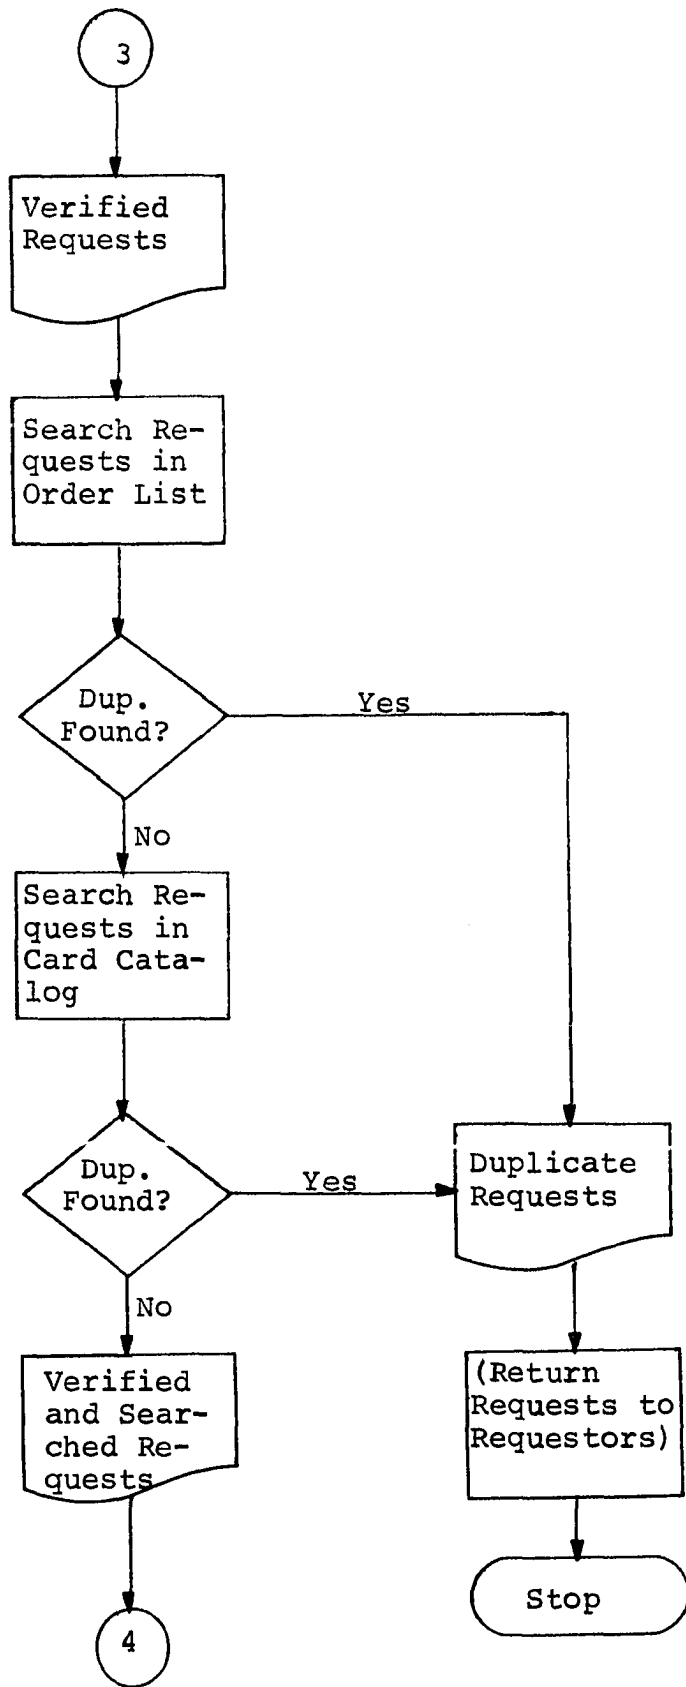 3
Verified
Requests
Search Re-
quests in
Order List
Dup.
Found?
Yes
No
Search Re-
quests in
Card Cata-
log
Dup.
Found?
Yes
Duplicate
Requests
No
Verified
and Sear-
ched Re-
quests
(Return
Requests to
Requestors)
Stop
4